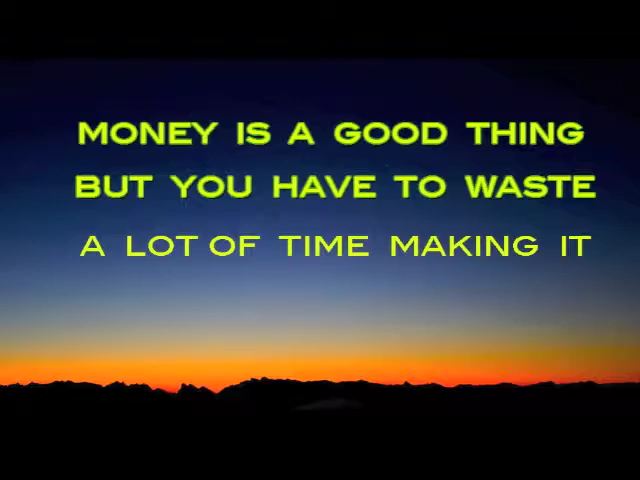 MONEY IS A GOOD THING
BUT YOU HAVE TO WASTE
A LOT OF TIME MAKING IT